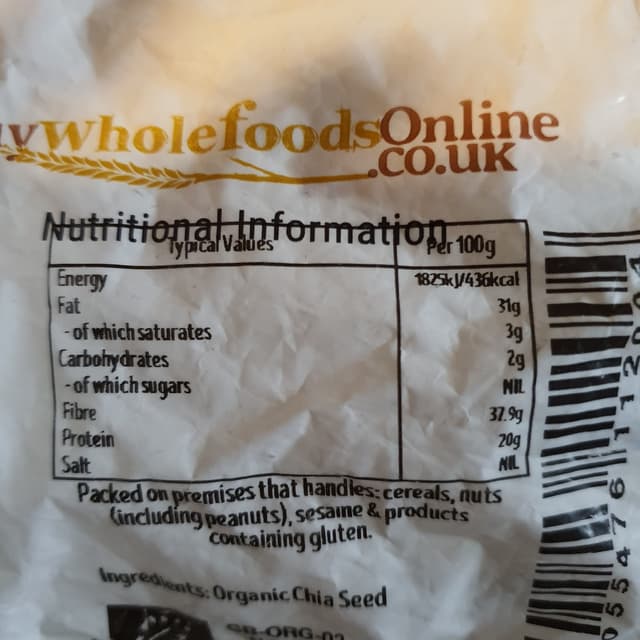 wholefoodsOnline
.co.uk
Nutritional Information
Typical Values Per 100g
Energy 1825kJ/436kcal
Fat 31g
- of which saturates 3g
Carbohydrates 2g
- of which sugars NIL
Fibre 37.9g
Protein 20g
Salt NIL
Packed on premises that handles: cereals, nuts
(including peanuts), sesame & products
containing gluten.
Ingredients: Organic Chia Seed